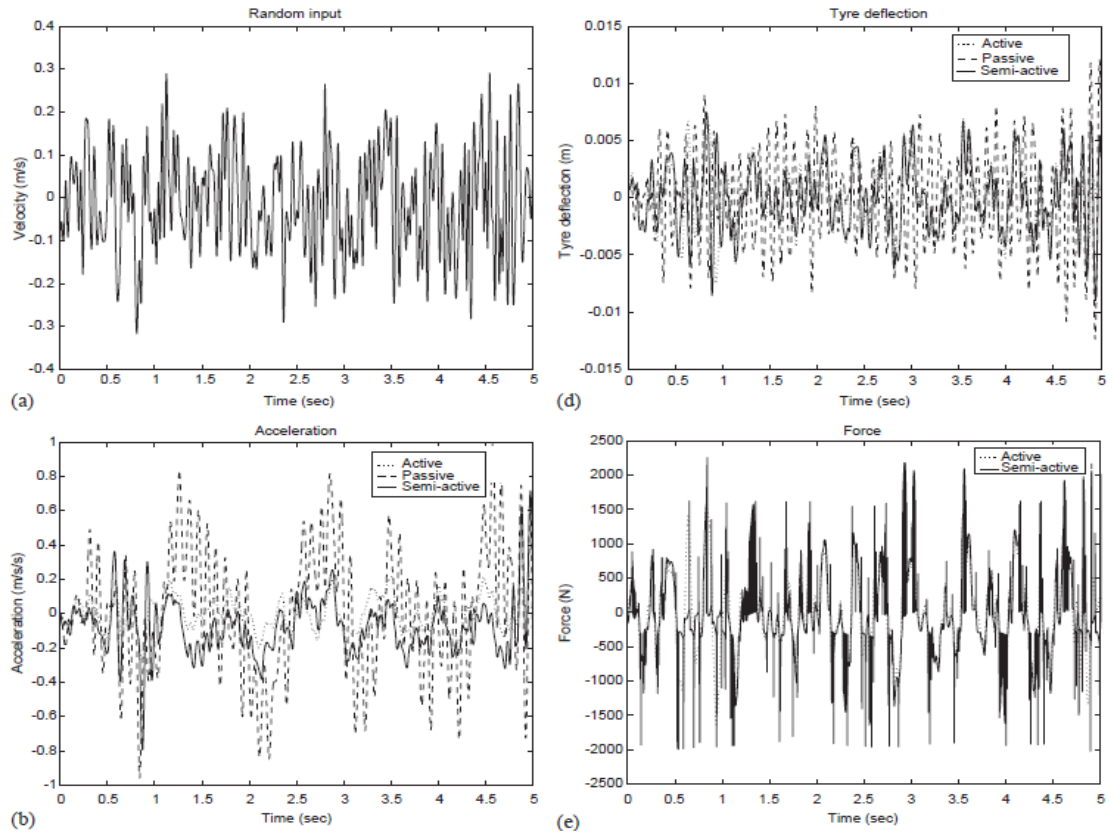 Random input
0.4
0.3
0.2
0.1
0
-0.1
-0.2
-0.3
-0.4
Velocity (m/s)
0 0.5 1 1.5 2 2.5 3 3.5 4 4.5 5
Time (sec)
(a)
Tyre deflection
0.015
0.01
0.005
0
-0.005
-0.01
-0.015
Tyre deflection (m)
Active
Passive
Semi-active
0 0.5 1 1.5 2 2.5 3 3.5 4 4.5 5
Time (sec)
(d)
Acceleration
1
0.8
0.6
0.4
0.2
0
-0.2
-0.4
-0.6
-0.8
-1
Acceleration (m/s/s)
Active
Passive
Semi-active
0 0.5 1 1.5 2 2.5 3 3.5 4 4.5 5
Time (sec)
(b)
Force
2500
2000
1500
1000
500
0
-500
-1000
-1500
-2000
-2500
Force (N)
Active
Semi-active
0 0.5 1 1.5 2 2.5 3 3.5 4 4.5 5
Time (sec)
(e)